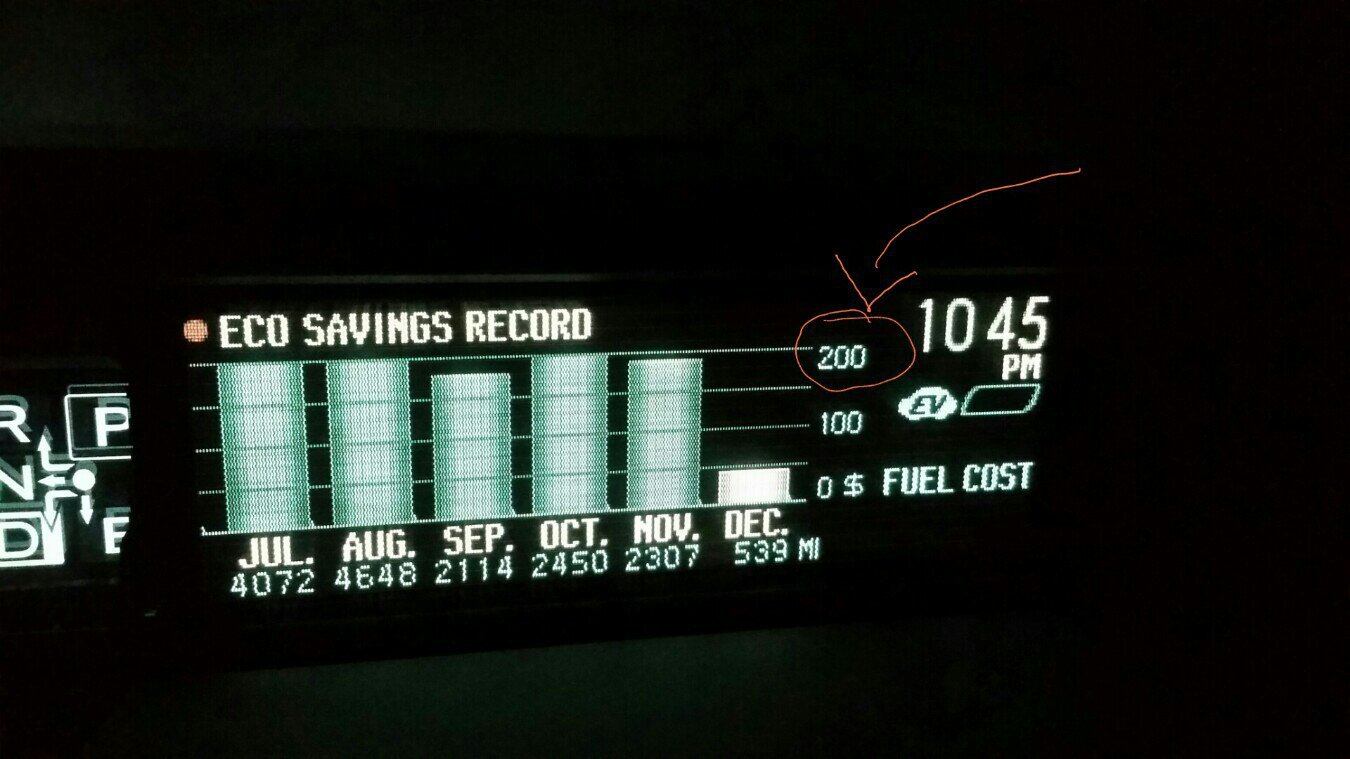 ECO SAVINGS RECORD
10 45
PM
200
EV
100
0 $ FUEL COST
JUL. AUG. SEP. OCT. NOV. DEC.
4072 4648 2114 2450 2307 539 MI
R
P
N
D